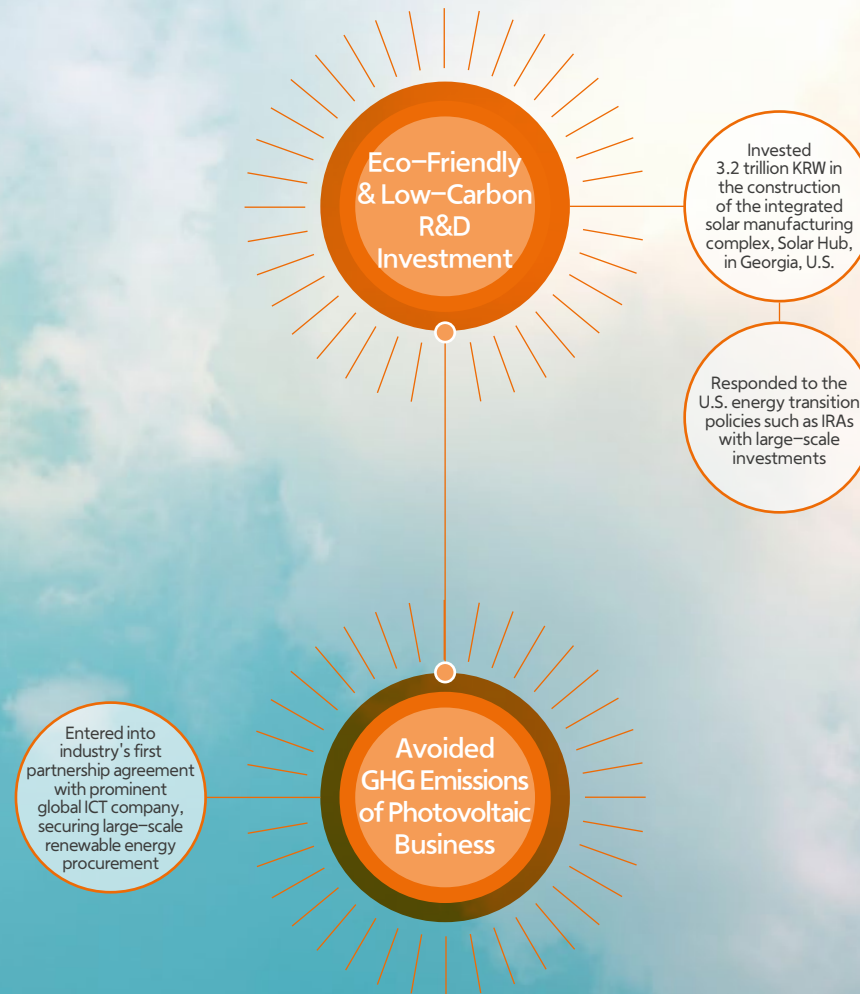 Eco-Friendly
& Low-Carbon
R&D
Investment
Invested
3.2 trillion KRW in
the construction
of the integrated
solar manufacturing
complex, Solar Hub,
in Georgia, U.S.
Responded to the
U.S. energy transition
policies such as IRAs
with large-scale
investments
Avoided
GHG Emissions
of Photovoltaic
Business
Entered into
industry's first
partnership agreement
with prominent
global ICT company,
securing large-scale
renewable energy
procurement